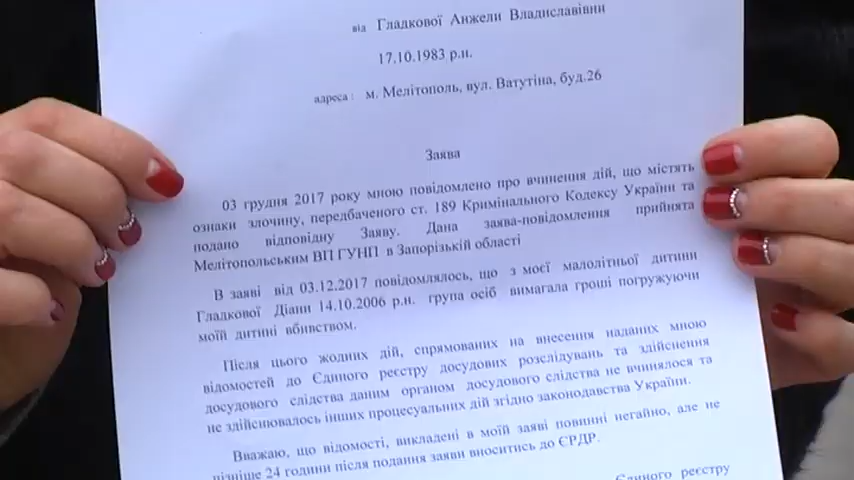 від Гладкової Анжели Владиславівни
17.10.1983 р.н.
адреса : м. Мелітополь, вул. Ватутіна, буд.26
Заява
03 грудня 2017 року мною повідомлено про вчинення дій, що містять
ознаки злочину, передбаченого ст. 189 Кримінального Кодексу України та
подано відповідну Заяву. Дана заява-повідомлення прийнята
Мелітопольським ВП ГУНП в Запорізькій області
В заяві від 03.12.2017 повідомлялось, що з моєї малолітньої дитини
Гладкової Діани 14.10.2006 р.н. група осіб вимагала гроші погружуючи
моїй дитині вбивством.
Після цього жодних дій, спрямованих на внесення наданих мною
відомостей до Єдиного реєстру досудових розслідувань та здійснення
досудового слідства даним органом досудового слідства не вчинялося та
не здійснювалось інших процесуальних дій згідно законодавства України.
Вважаю, що відомості, викладені в моїй заяві повинні негайно, але не
пізніше 24 години після подання заяви вноситись до ЄРДР.
Єдиного реєстру